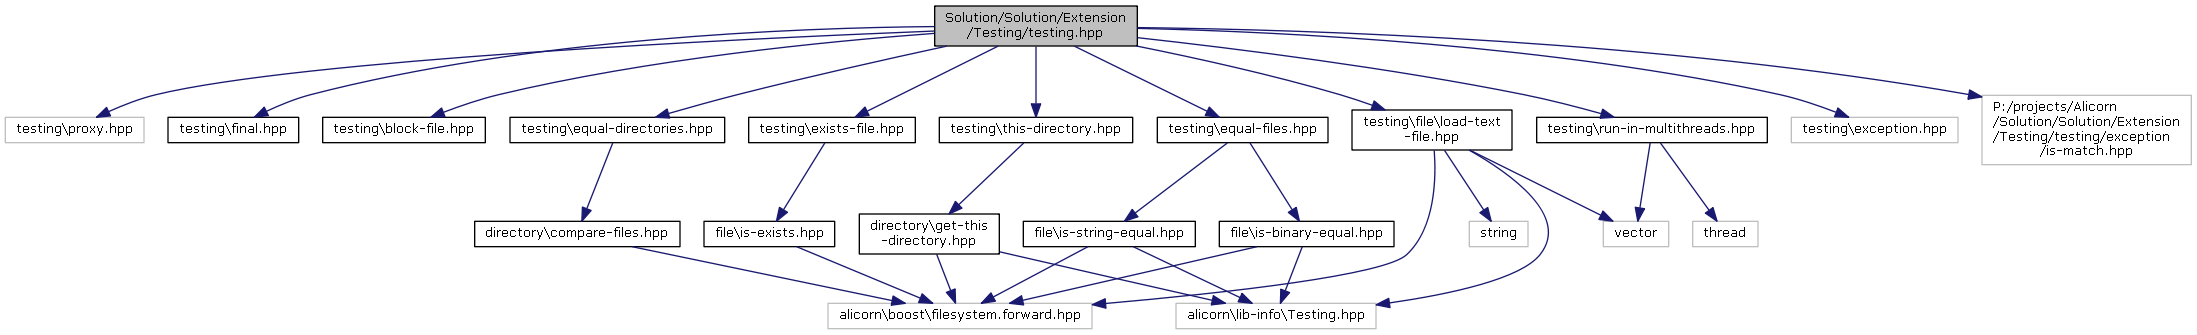 Solution/Solution/Extension
/Testing/testing.hpp
testing\proxy.hpp
testing\final.hpp
testing\block-file.hpp
testing\equal-directories.hpp
testing\exists-file.hpp
testing\this-directory.hpp
testing\equal-files.hpp
testing\file\load-text
-file.hpp
testing\run-in-multithreads.hpp
testing\exception.hpp
P:/projects/Alicorn
/Solution/Solution/Extension
/Testing/testing/exception
/is-match.hpp
directory\compare-files.hpp
file\is-exists.hpp
directory\get-this
-directory.hpp
file\is-string-equal.hpp
file\is-binary-equal.hpp
string
vector
thread
alicorn\boost\filesystem.forward.hpp
alicorn\lib-info\Testing.hpp